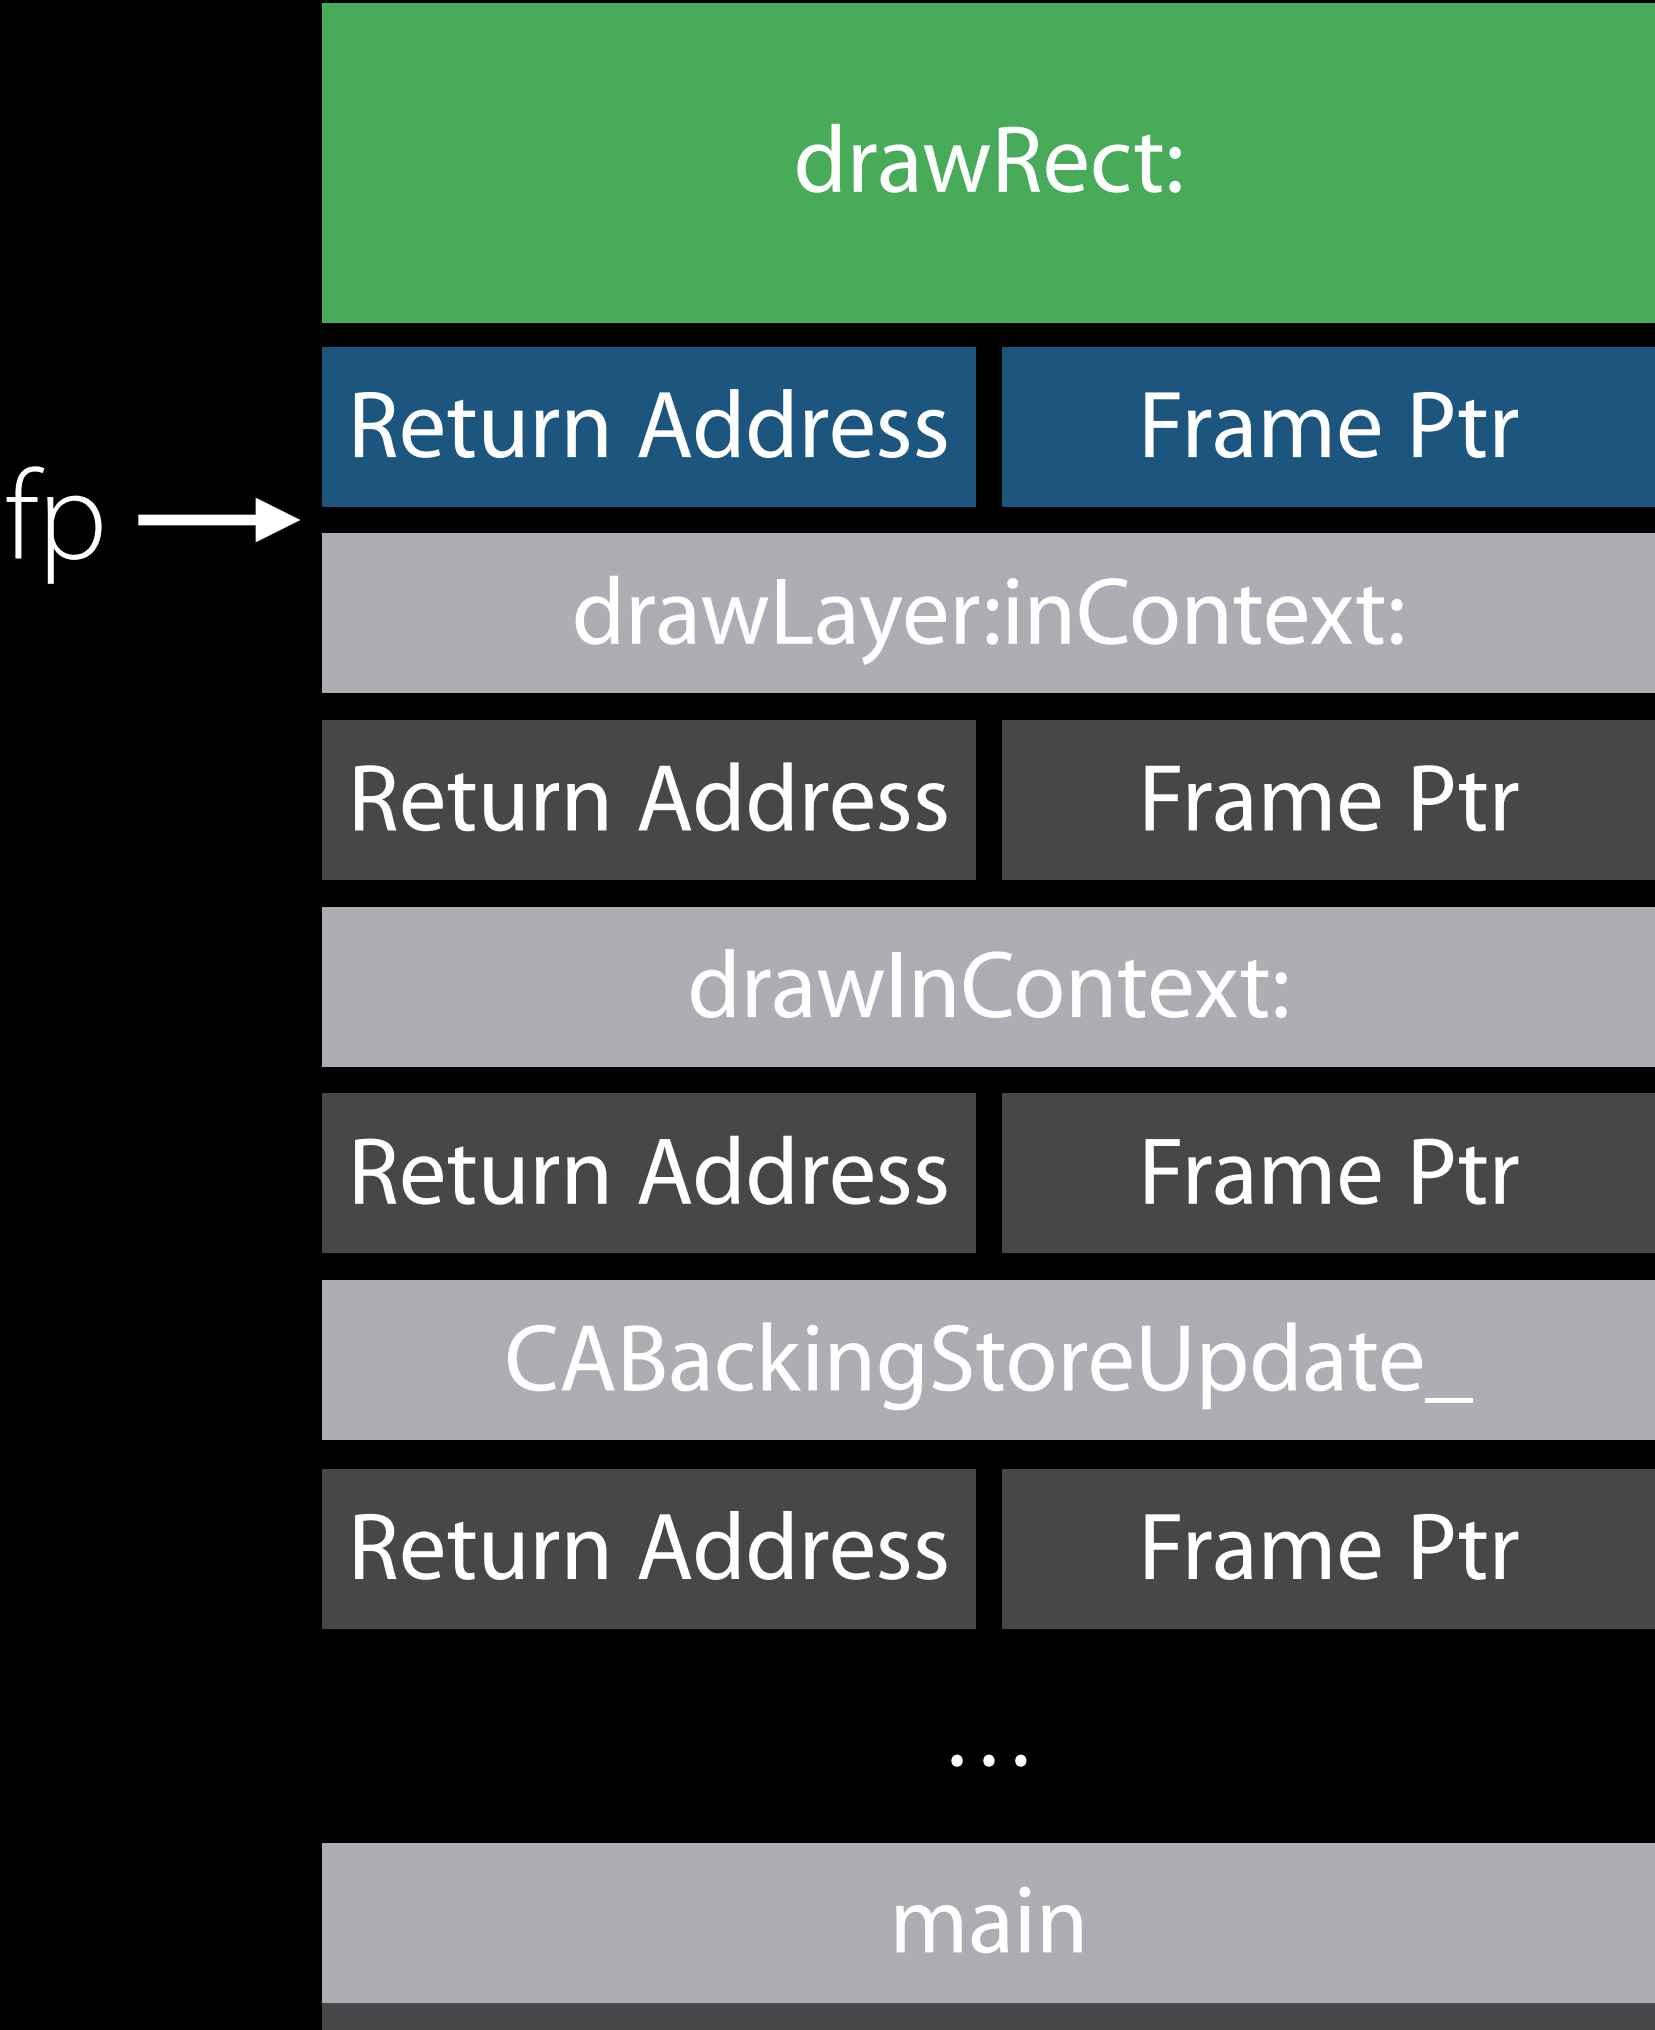 drawRect:
Return Address Frame Ptr
fp
drawLayer:inContext:
Return Address Frame Ptr
drawInContext:
Return Address Frame Ptr
CABackingStoreUpdate_
Return Address Frame Ptr
...
main